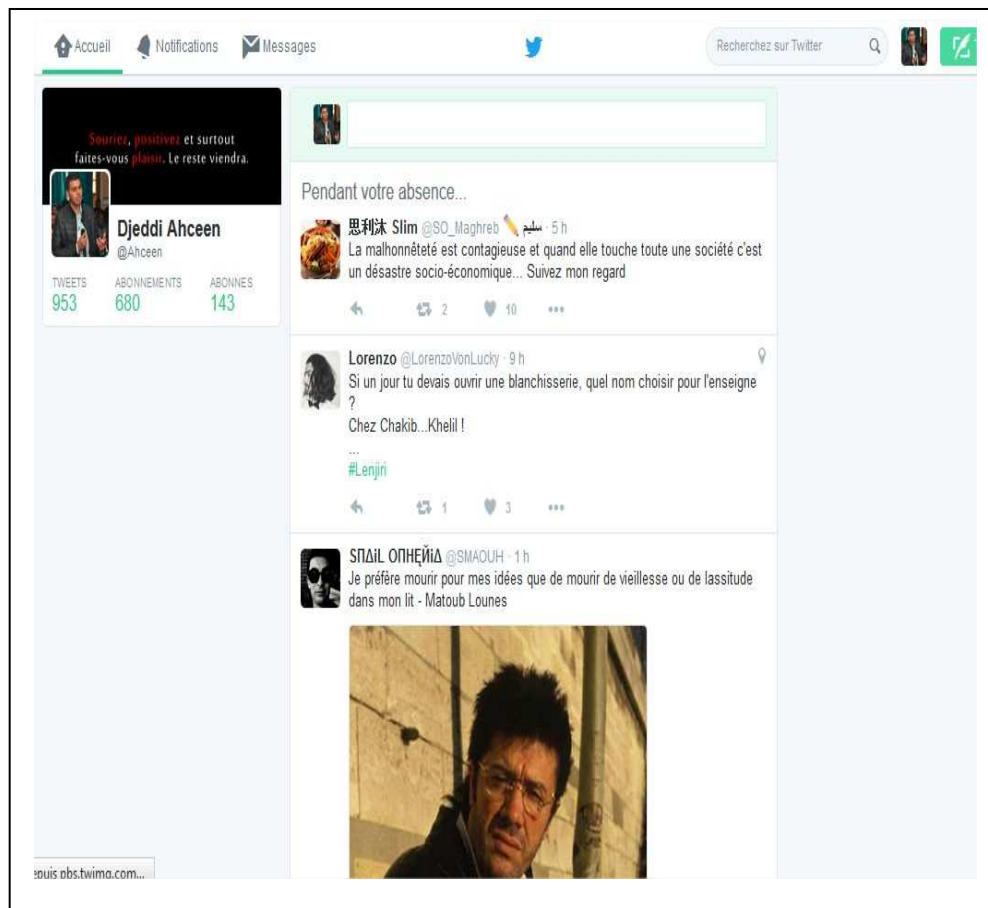 Accueil Notifications Messages Recherchez sur Twitter
Souriez, positivez et surtout
faites-vous plaisir. Le reste viendra.
Djeddi Ahceen
@Ahceen
TWEETS ABONNEMENTS ABONNÉS
953 680 143
Pendant votre absence...
思利沐 Slim @SO_Maghreb سليم · 5 h
La malhonnêteté est contagieuse et quand elle touche toute une société c'est
un désastre socio-économique... Suivez mon regard
2 10
Lorenzo @LorenzoVonLucky · 9 h
Si un jour tu devais ouvrir une blanchisserie, quel nom choisir pour l'enseigne
?
Chez Chakib...Khelil !
...
#Lenjiri
1 3
SΠΔiL OΠHĘЙiΔ @SMAOUH · 1 h
Je préfère mourir pour mes idées que de mourir de vieillesse ou de lassitude
dans mon lit - Matoub Lounes
epuis pbs.twimg.com...